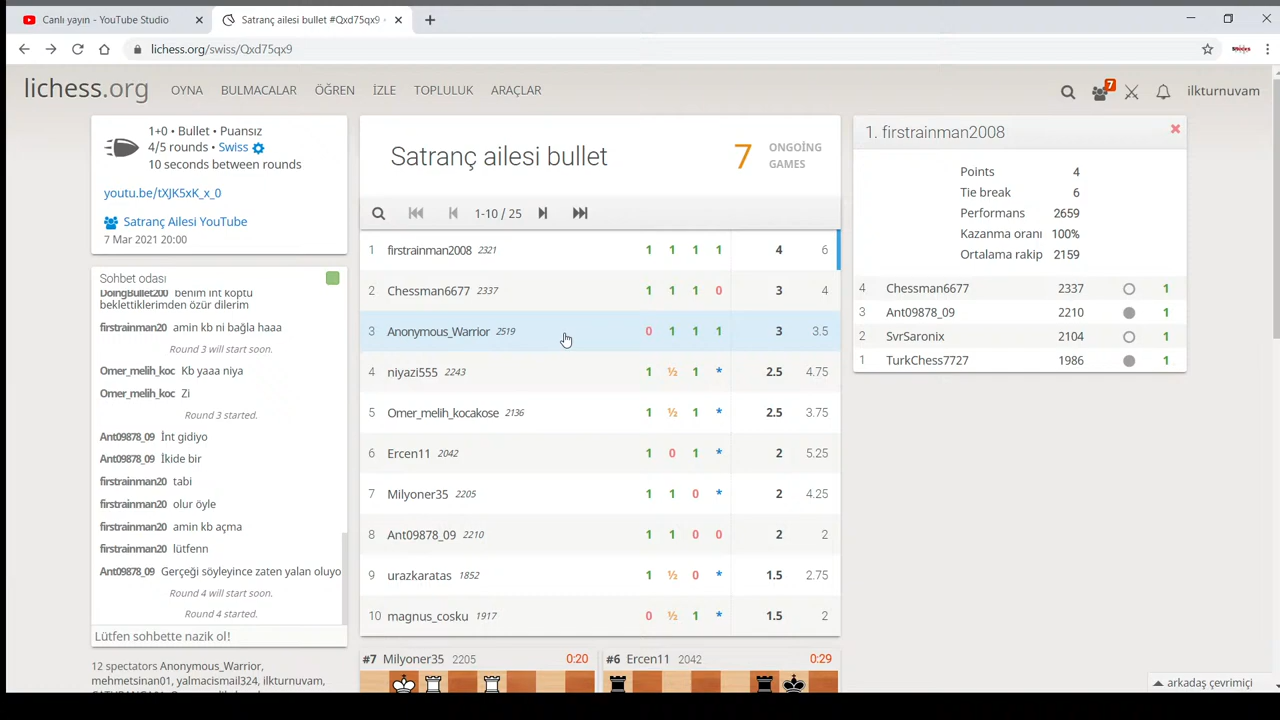 Canlı yayın - YouTube Studio
Satranç ailesi bullet #Qxd75qx9 -
lichess.org/swiss/Qxd75qx9
lichess.org
OYNA
BULMACALAR
ÖĞREN
İZLE
TOPLULUK
ARAÇLAR
7
ilkturnuvam
1+0 • Bullet • Puansız
4/5 rounds • Swiss
10 seconds between rounds
youtu.be/tXJK5xK_x_0
Satranç Ailesi YouTube
7 Mar 2021 20:00
Sohbet odası
DoingBullet200 benim int koptu
beklettiklerimden özür dilerim
firstrainman20 amin kb ni bağla haaa
Round 3 will start soon.
Omer_melih_koc Kb yaaa niya
Omer_melih_koc Zi
Round 3 started.
Ant09878_09 İnt gidiyo
Ant09878_09 İkide bir
firstrainman20 tabi
firstrainman20 olur öyle
firstrainman20 amin kb açma
firstrainman20 lütfenn
Ant09878_09 Gerçeği söyleyince zaten yalan oluyo
Round 4 will start soon.
Round 4 started.
Lütfen sohbette nazik ol!
12 spectators Anonymous_Warrior,
mehmetsinan01, yalmacismail324, ilkturnuvam,
Satranç ailesi bullet
7 ONGOİNG
GAMES
1-10 / 25
1 firstrainman2008 2321 1 1 1 1 4 6
2 Chessman6677 2337 1 1 1 0 3 4
3 Anonymous_Warrior 2519 0 1 1 1 3 3.5
4 niyazi555 2243 1 ½ 1 * 2.5 4.75
5 Omer_melih_kocakose 2136 1 ½ 1 * 2.5 3.75
6 Ercen11 2042 1 0 1 * 2 5.25
7 Milyoner35 2205 1 1 0 * 2 4.25
8 Ant09878_09 2210 1 1 0 0 2 2
9 urazkaratas 1852 1 ½ 0 * 1.5 2.75
10 magnus_cosku 1917 0 ½ 1 * 1.5 2
#7 Milyoner35 2205 0:20
#6 Ercen11 2042 0:29
1. firstrainman2008
Points 4
Tie break 6
Performans 2659
Kazanma oranı 100%
Ortalama rakip 2159
4 Chessman6677 2337 1
3 Ant09878_09 2210 1
2 SvrSaronix 2104 1
1 TurkChess7727 1986 1
arkadaş çevrimiçi